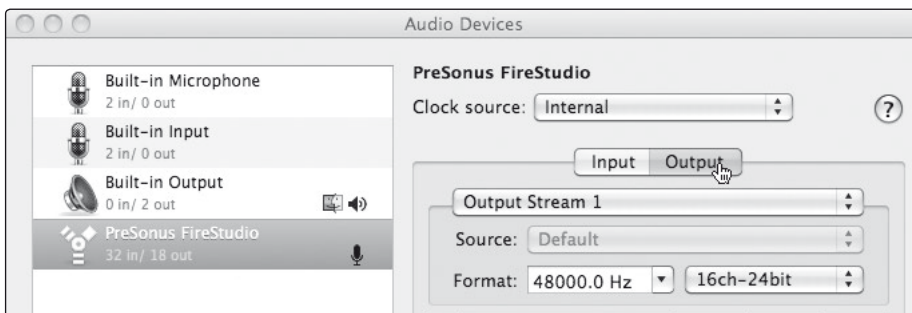 Audio Devices
Built-in Microphone
2 in/ 0 out
Built-in Input
2 in/ 0 out
Built-in Output
0 in/ 2 out
PreSonus FireStudio
32 in/ 18 out
PreSonus FireStudio
Clock source: Internal
?
Input Output
Output Stream 1
Source: Default
Format: 48000.0 Hz 16ch-24bit